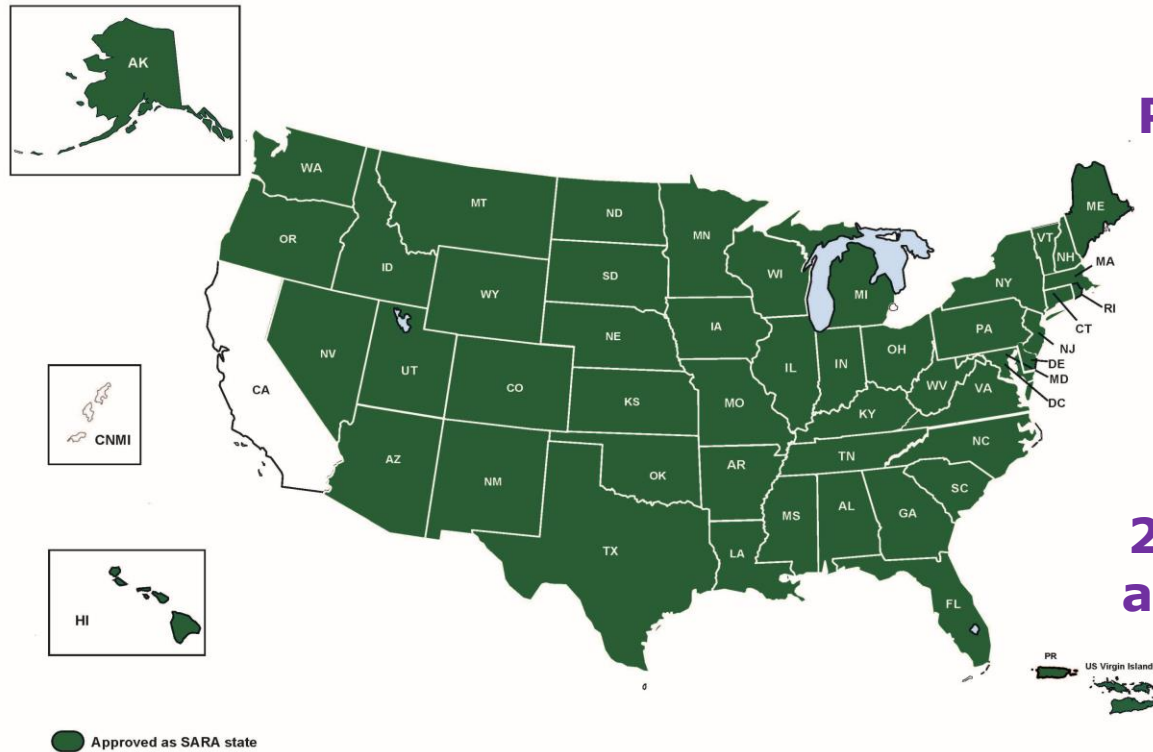 AK
P
WA
MT
ND
MN
ME
VT
NH
MA
OR
ID
SD
WI
MI
NY
RI
WY
CT
IA
PA
NJ
NE
OH
DE
MD
DC
NV
UT
IL
IN
WV
VA
CA
CO
KS
MO
KY
CNMI
NC
TN
AZ
NM
OK
AR
SC
MS
AL
GA
TX
LA
2
a
FL
HI
PR
US Virgin Island
Approved as SARA state